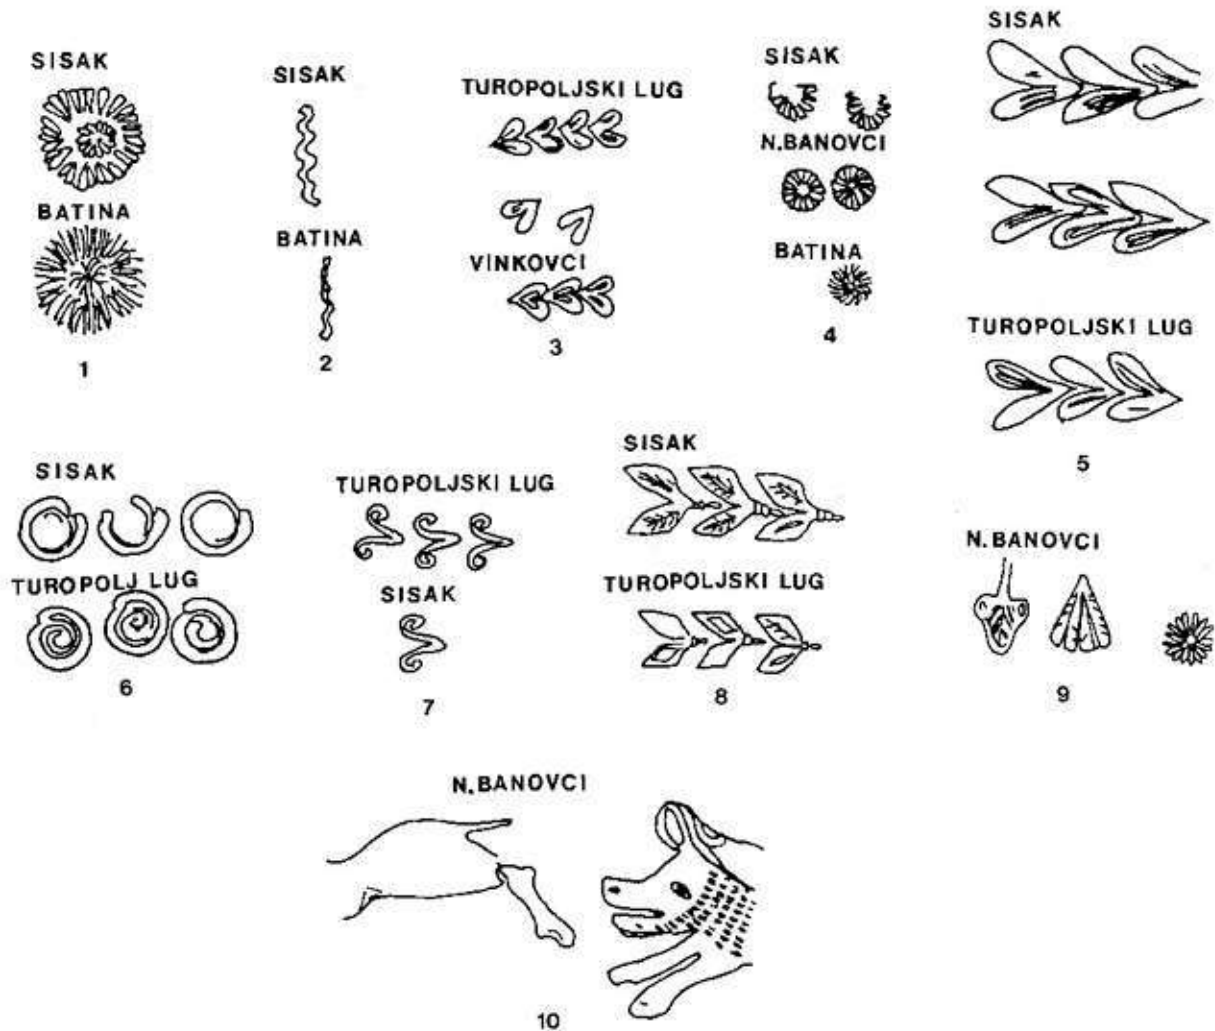 SISAK
BATINA
1
SISAK
BATINA
2
TUROPOLJSKI LUG
VINKOVCI
3
SISAK
N.BANOVCI
BATINA
4
SISAK
TUROPOLJSKI LUG
5
SISAK
TUROPOLJ LUG
6
TUROPOLJSKI LUG
SISAK
7
SISAK
TUROPOLJSKI LUG
8
N.BANOVCI
9
N.BANOVCI
10